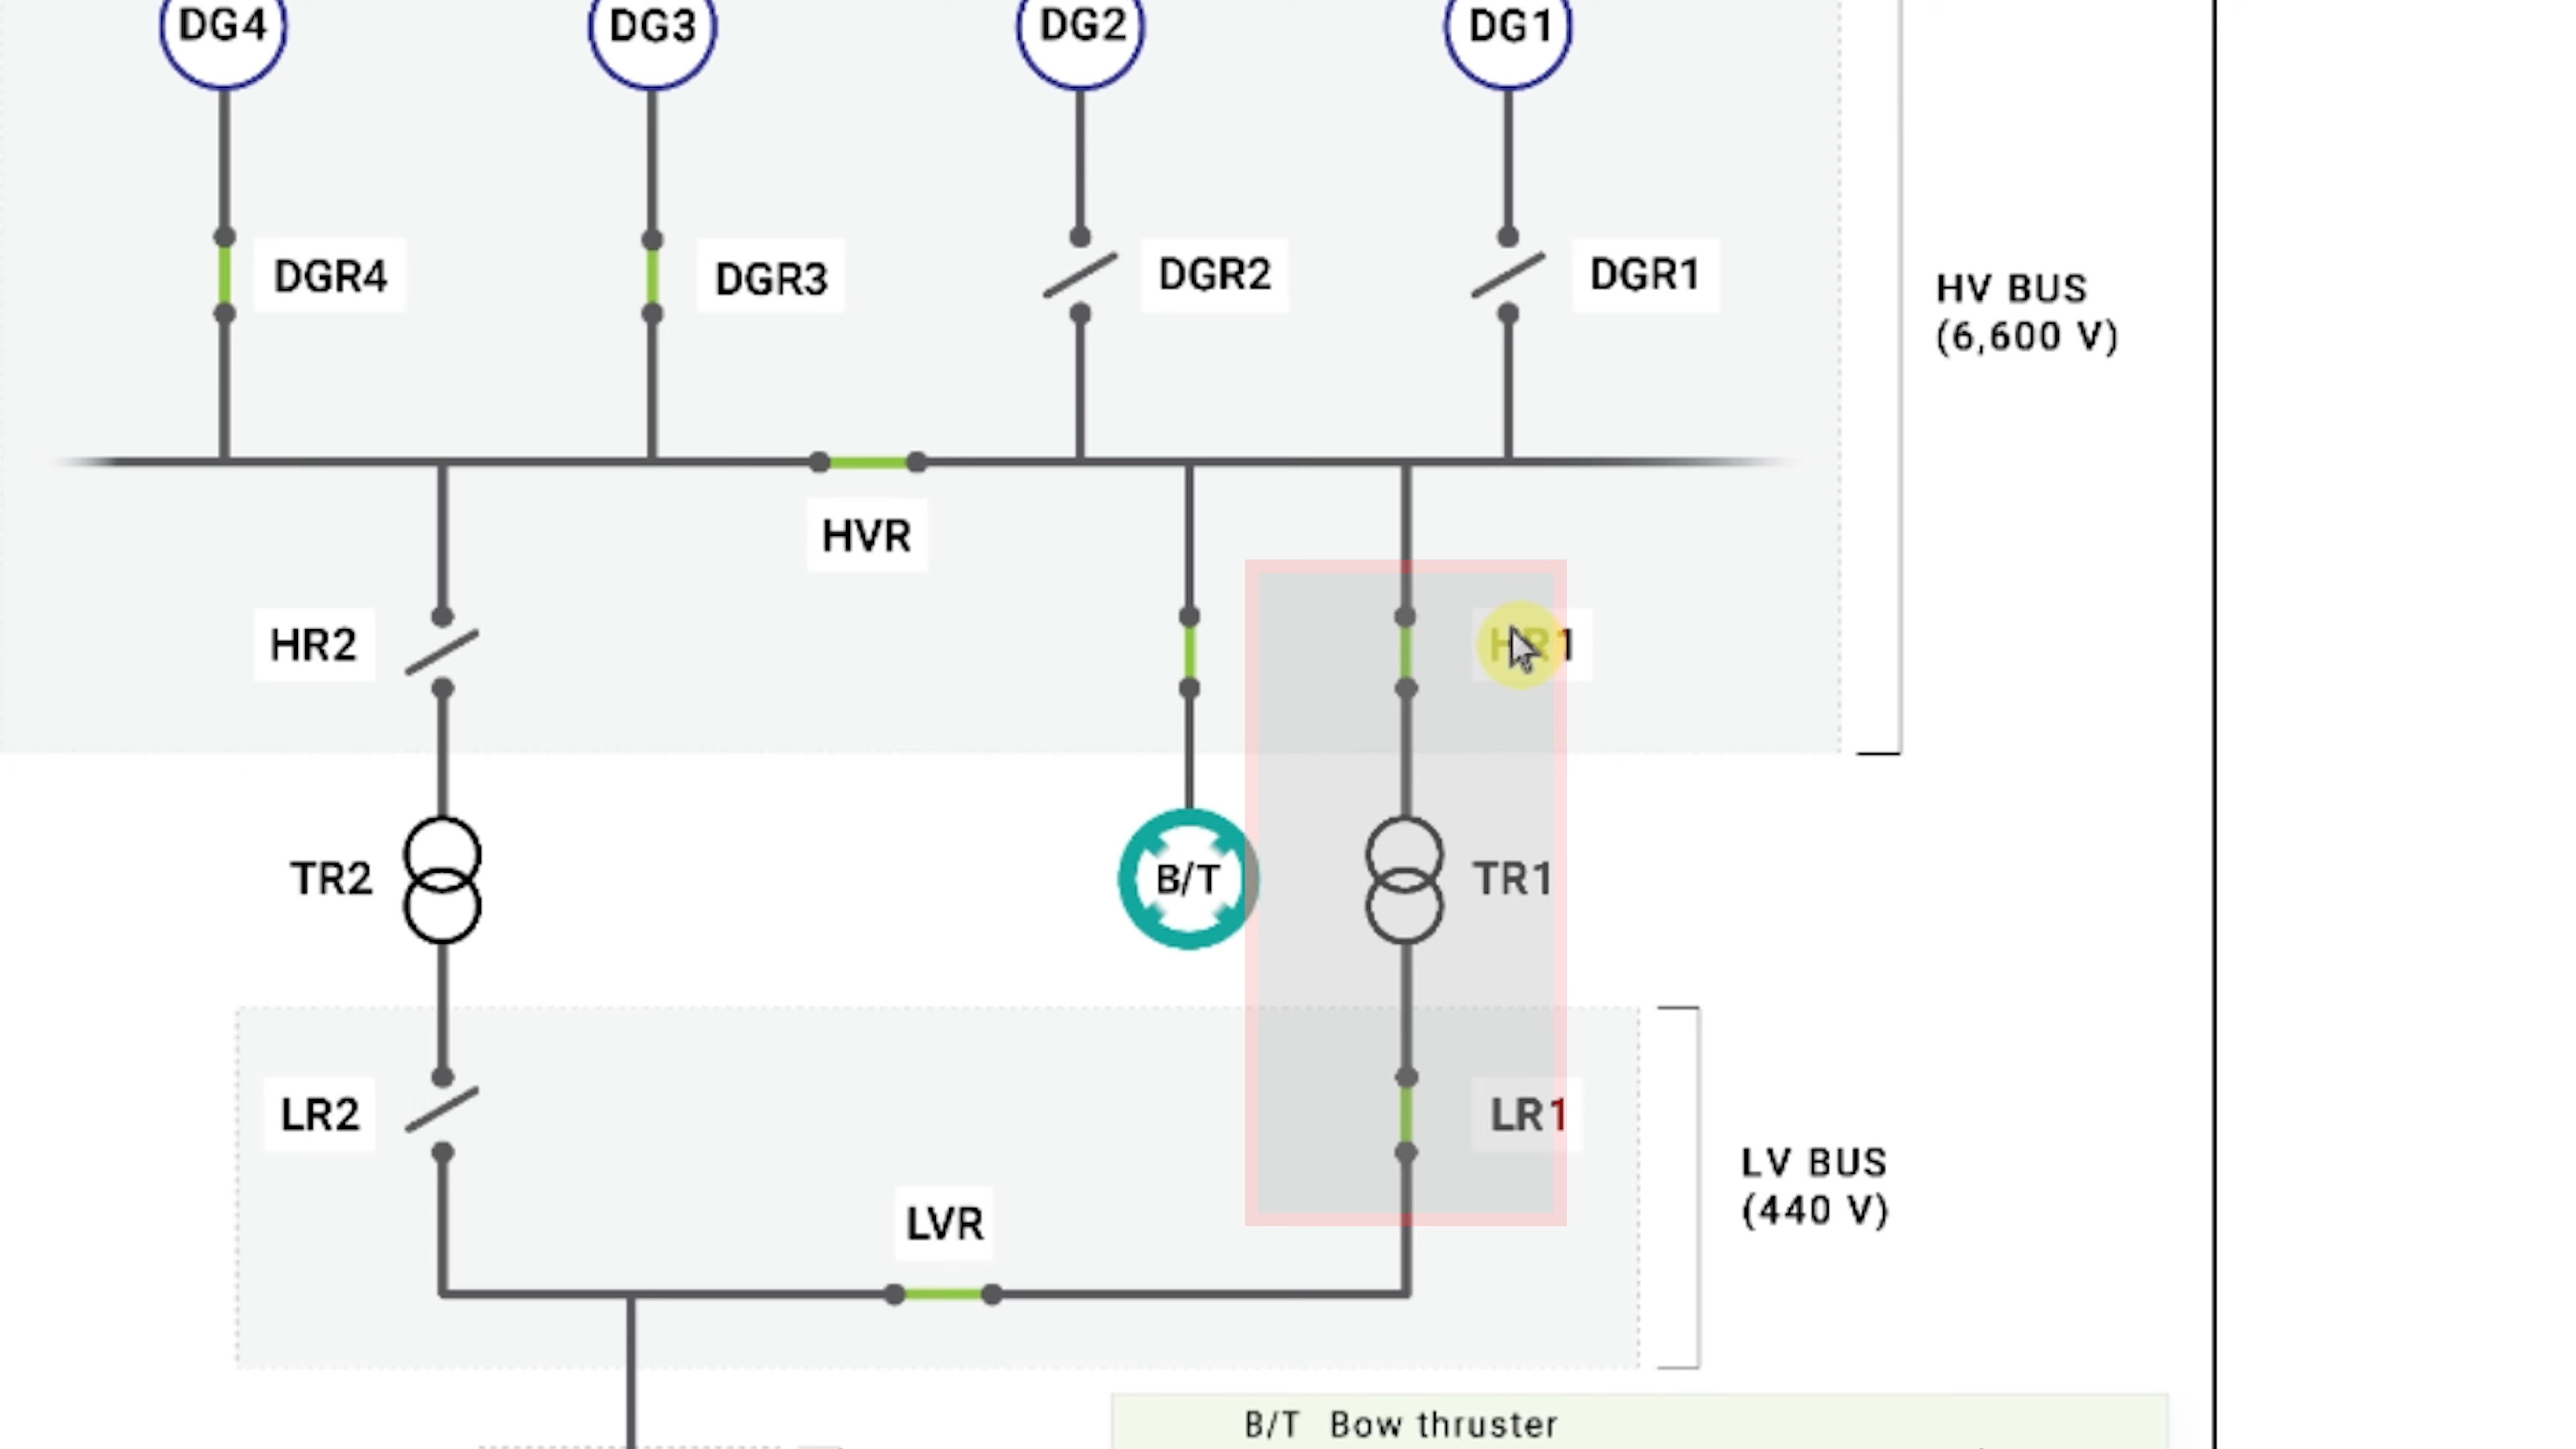 DG4 DG3 DG2 DG1
DGR4 DGR3 DGR2 DGR1
HV BUS
(6,600 V)
HVR
HR2 HR1
TR2 B/T TR1
LR2 LR1
LV BUS
(440 V)
LVR
B/T Bow thruster